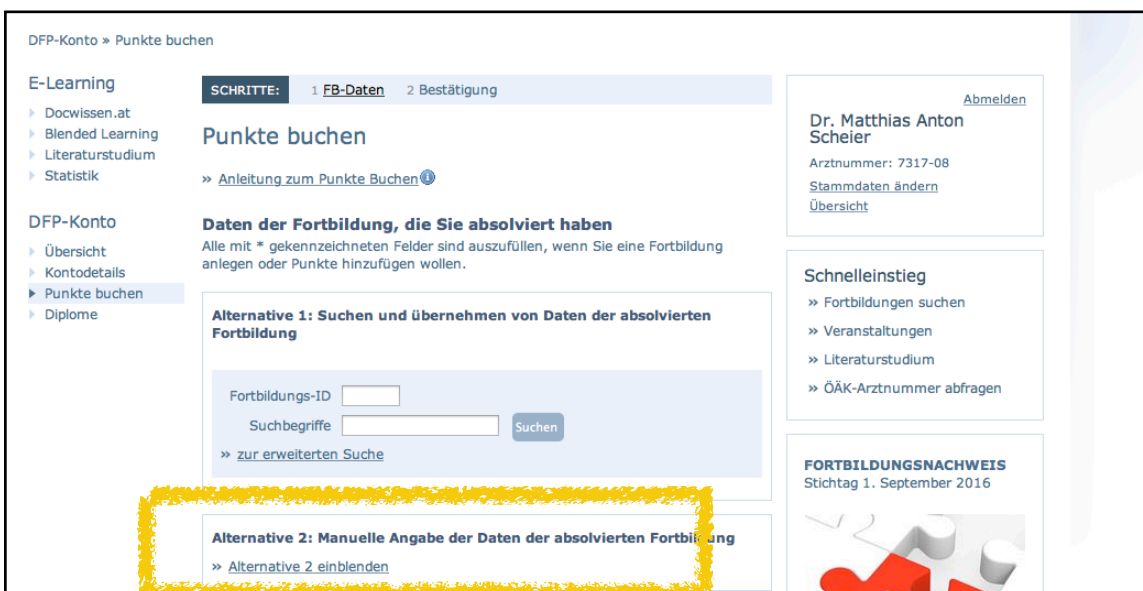 DFP-Konto » Punkte buchen
E-Learning
Docwissen.at
Blended Learning
Literaturstudium
Statistik
DFP-Konto
Übersicht
Kontodetails
Punkte buchen
Diplome
SCHRITTE: 1 FB-Daten 2 Bestätigung
Punkte buchen
» Anleitung zum Punkte Buchen
Daten der Fortbildung, die Sie absolviert haben
Alle mit * gekennzeichneten Felder sind auszufüllen, wenn Sie eine Fortbildung
anlegen oder Punkte hinzufügen wollen.
Alternative 1: Suchen und übernehmen von Daten der absolvierten
Fortbildung
Fortbildungs-ID
Suchbegriffe Suchen
» zur erweiterten Suche
Alternative 2: Manuelle Angabe der Daten der absolvierten Fortbildung
» Alternative 2 einblenden
Abmelden
Dr. Matthias Anton
Scheier
Arztnummer: 7317-08
Stammdaten ändern
Übersicht
Schnelleinstieg
» Fortbildungen suchen
» Veranstaltungen
» Literaturstudium
» ÖÄK-Arztnummer abfragen
FORTBILDUNGSNACHWEIS
Stichtag 1. September 2016